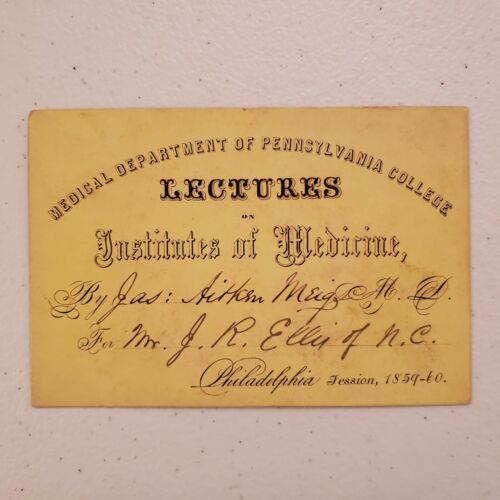 MEDICAL DEPARTMENT OF PENNSYLVANIA COLLEGE
LECTURES
ON
Institutes of Medicine,
By Jas: Aitken Meigs M. D.
For Mr. J. R. Ellis of N.C.
Philadelphia Session, 1859-60.